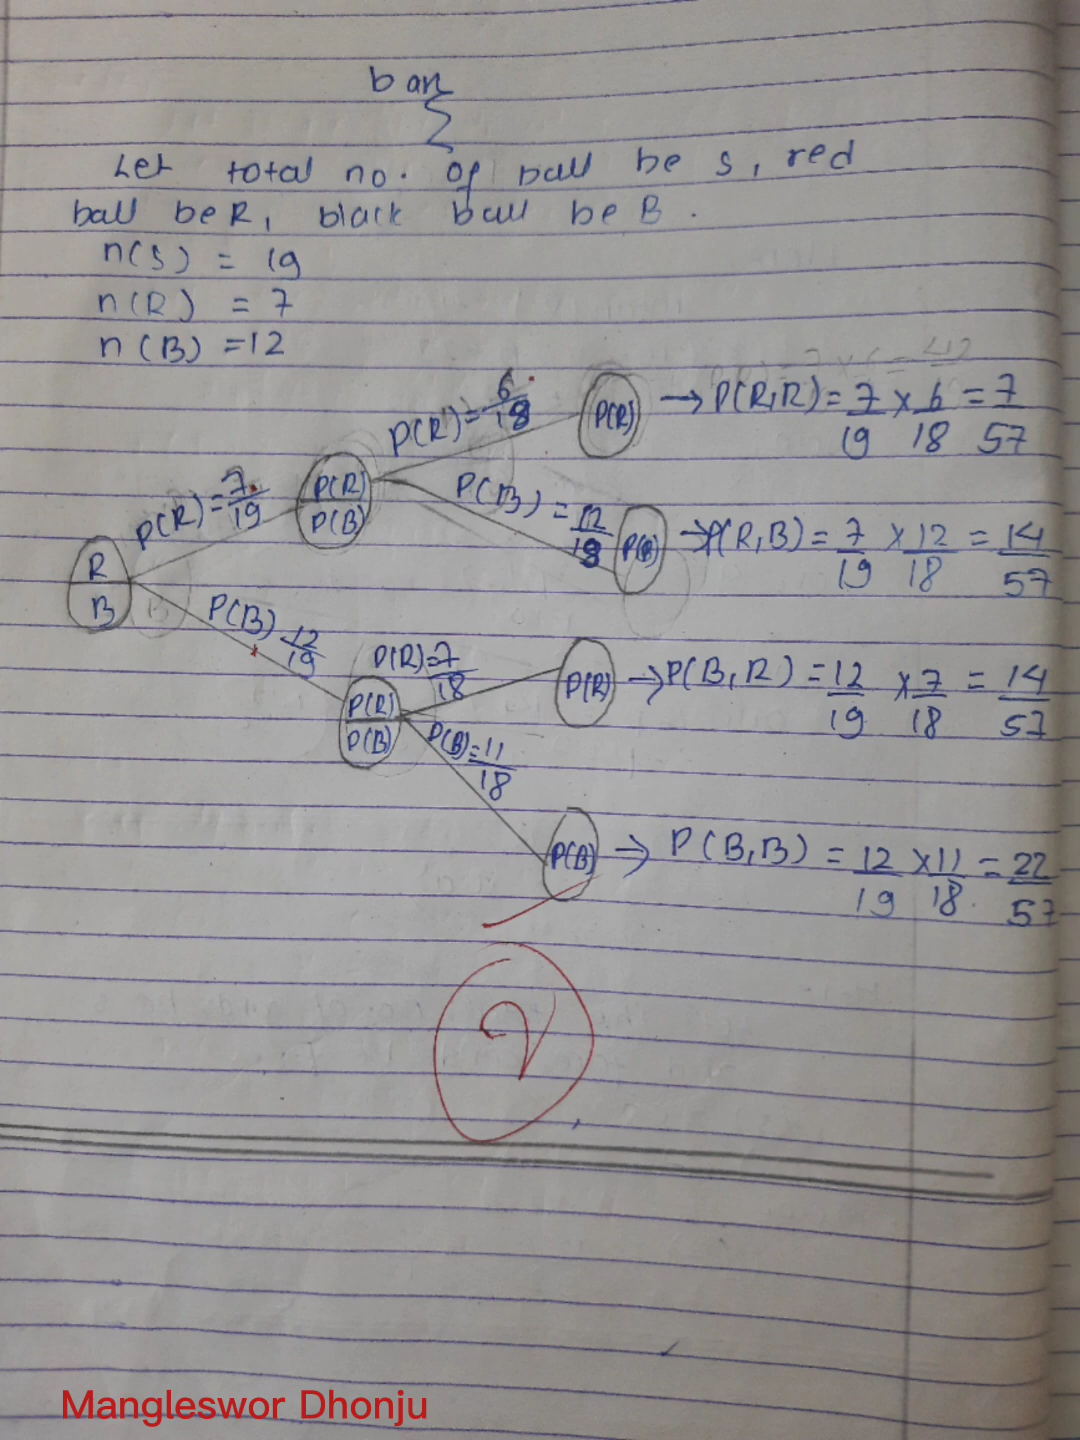 ball
Let total no. of ball be S, red
ball be R, black ball be B.
n(S) = 19
n(R) = 7
n(B) = 12
P(R) = 6/18
P(R)
→ P(R,R) = 7/19 × 6/18 = 7/57
P(R) = 7/19
P(R)
P(B)
P(B) = 12/18
P(B)
→ P(R,B) = 7/19 × 12/18 = 14/57
R
B
P(B) 12/19
P(R) = 7/18
P(R)
→ P(B,R) = 12/19 × 7/18 = 14/57
P(R)
P(B)
P(B) = 11/18
P(B)
→ P(B,B) = 12/19 × 11/18 = 22/57
२
Mangleswor Dhonju